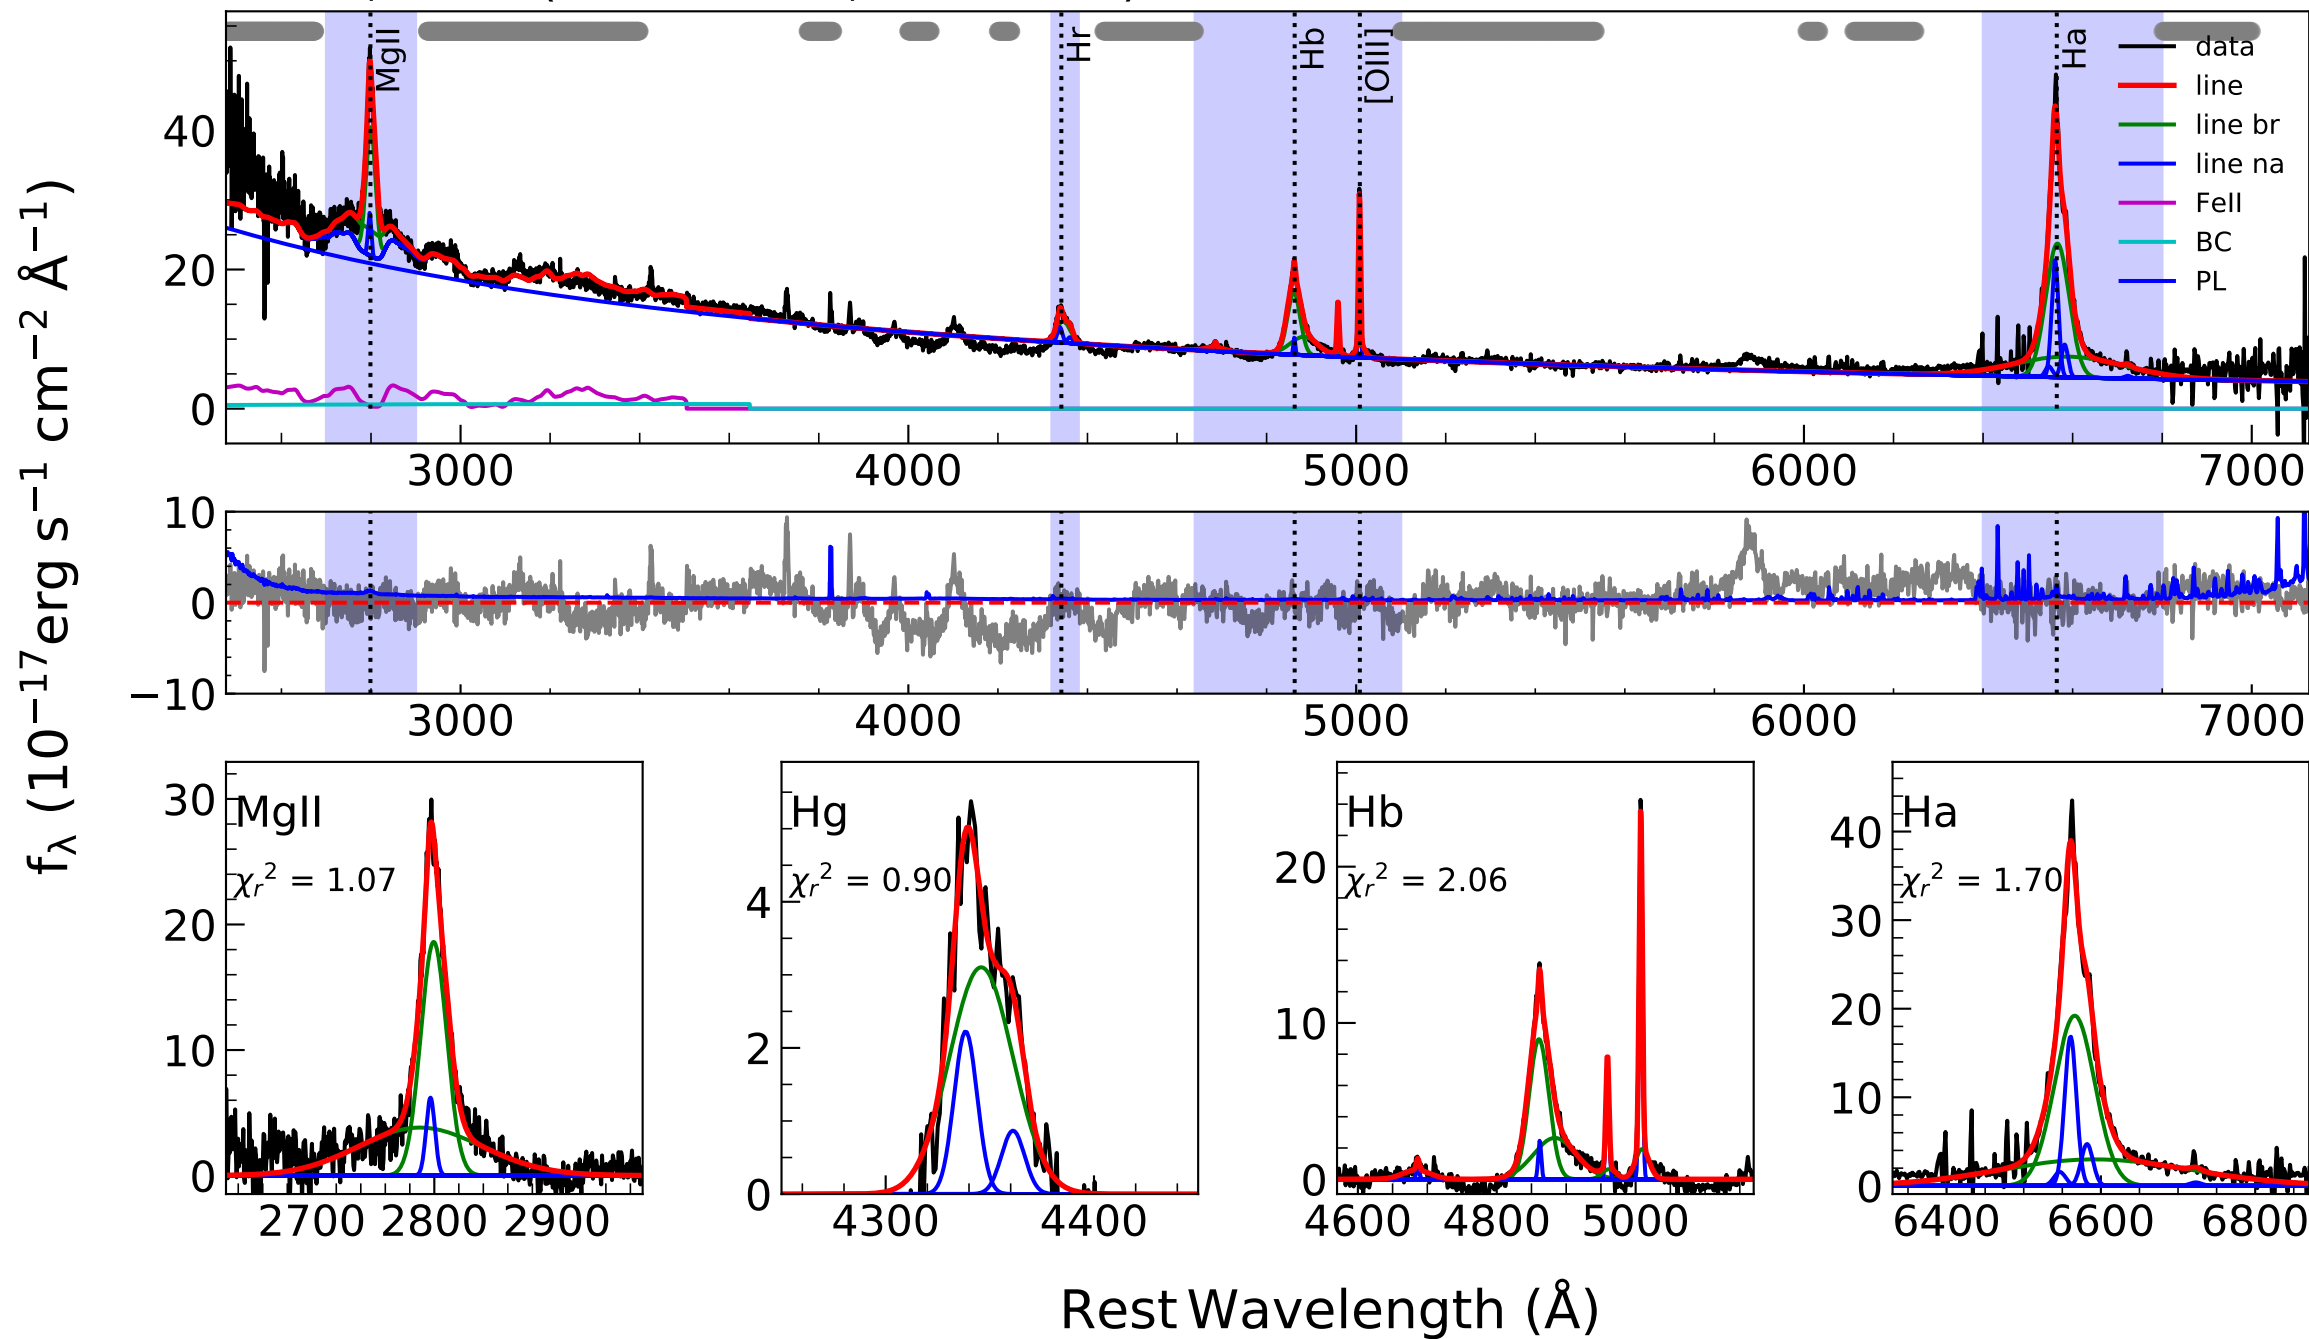 MgII
Hr
Hb
[OIII]
Ha
data
line
line br
line na
FeII
BC
PL
40
20
0
3000
4000
5000
6000
7000
10
0
−10
3000
4000
5000
6000
7000
f_λ (10^−17 erg s^−1 cm^−2 Å^−1)
MgII
χ_r^2 = 1.07
30
20
10
0
2700
2800
2900
Hg
χ_r^2 = 0.90
4
2
0
4300
4400
Hb
χ_r^2 = 2.06
20
10
0
4600
4800
5000
Ha
χ_r^2 = 1.70
40
30
20
10
0
6400
6600
6800
Rest Wavelength (Å)